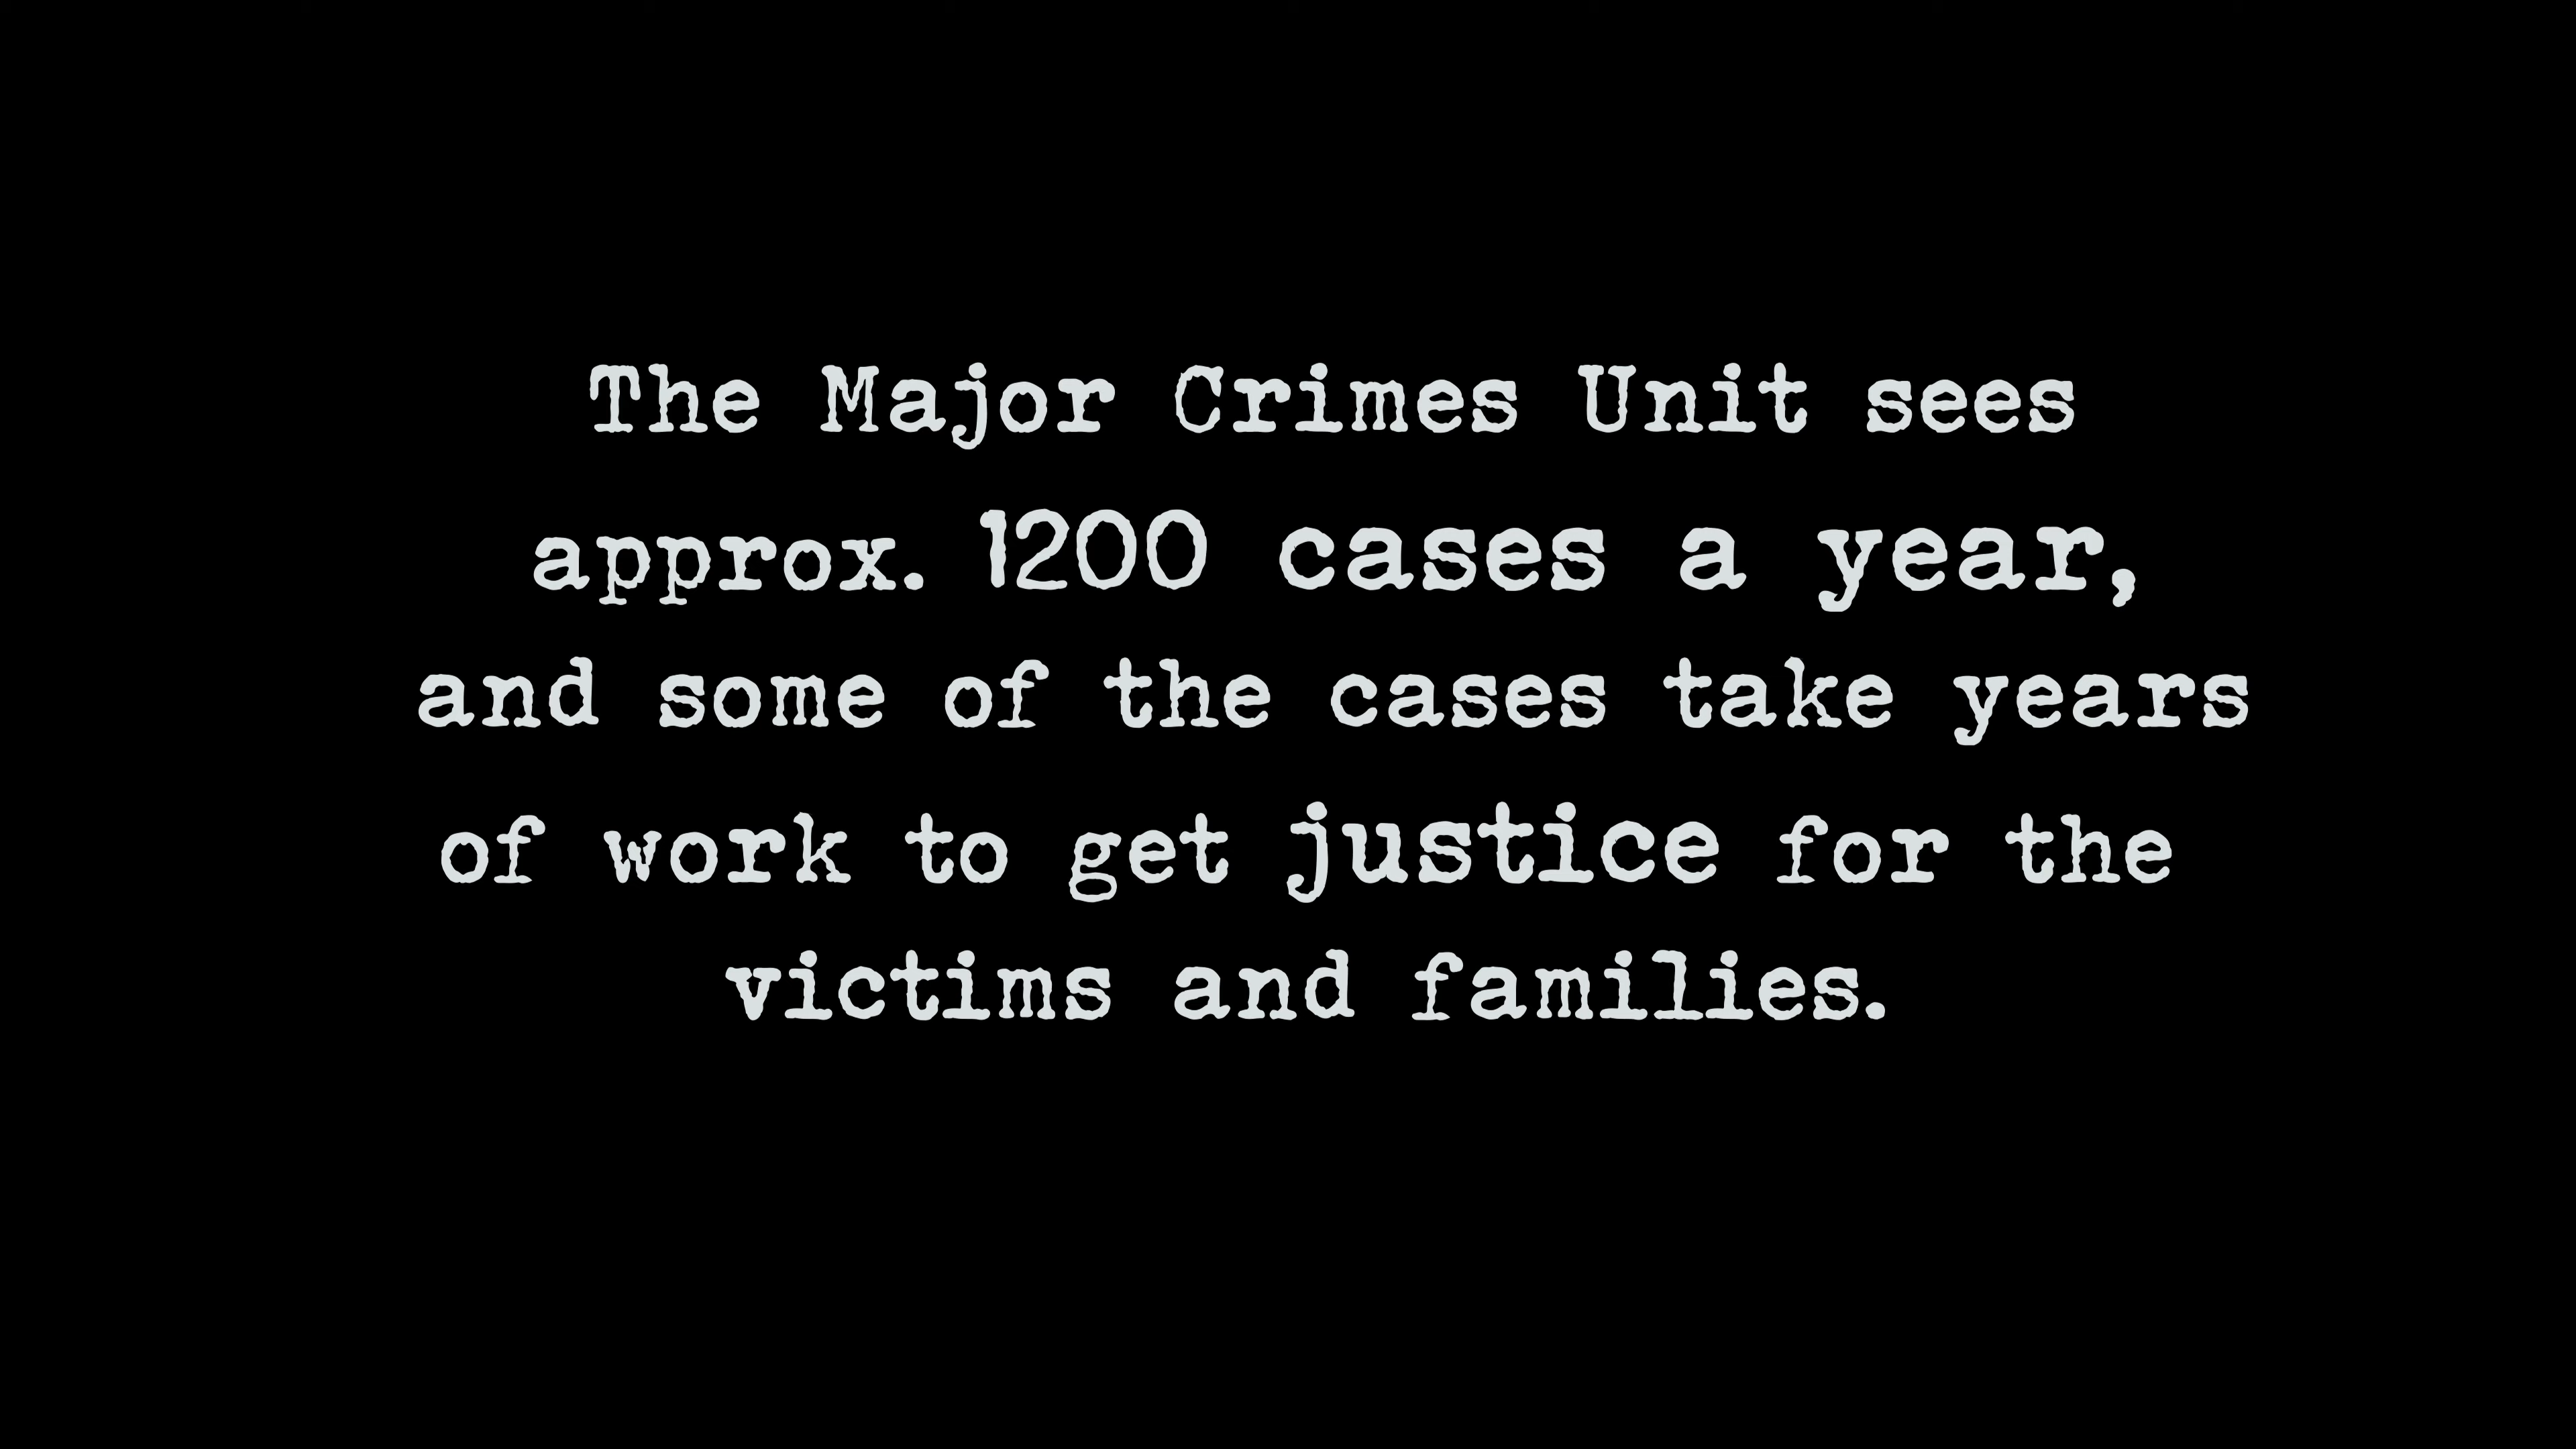 The Major Crimes Unit sees
approx. 1200 cases a year,
and some of the cases take years
of work to get justice for the
victims and families.